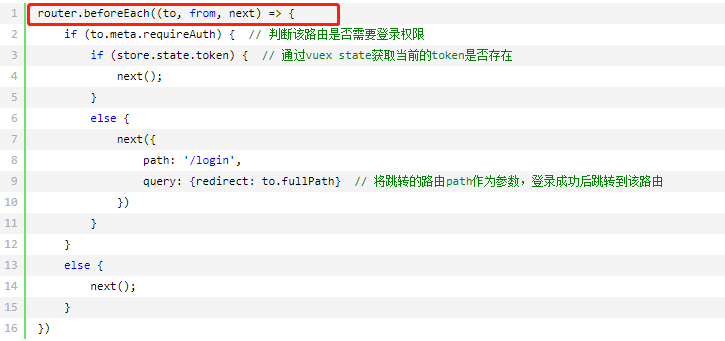 1 router.beforeEach((to, from, next) => {
2 if (to.meta.requireAuth) { // 判断该路由是否需要登录权限
3 if (store.state.token) { // 通过vuex state获取当前的token是否存在
4 next();
5 }
6 else {
7 next({
8 path: '/login',
9 query: {redirect: to.fullPath} // 将跳转的路由path作为参数，登录成功后跳转到该路由
10 })
11 }
12 }
13 else {
14 next();
15 }
16 })